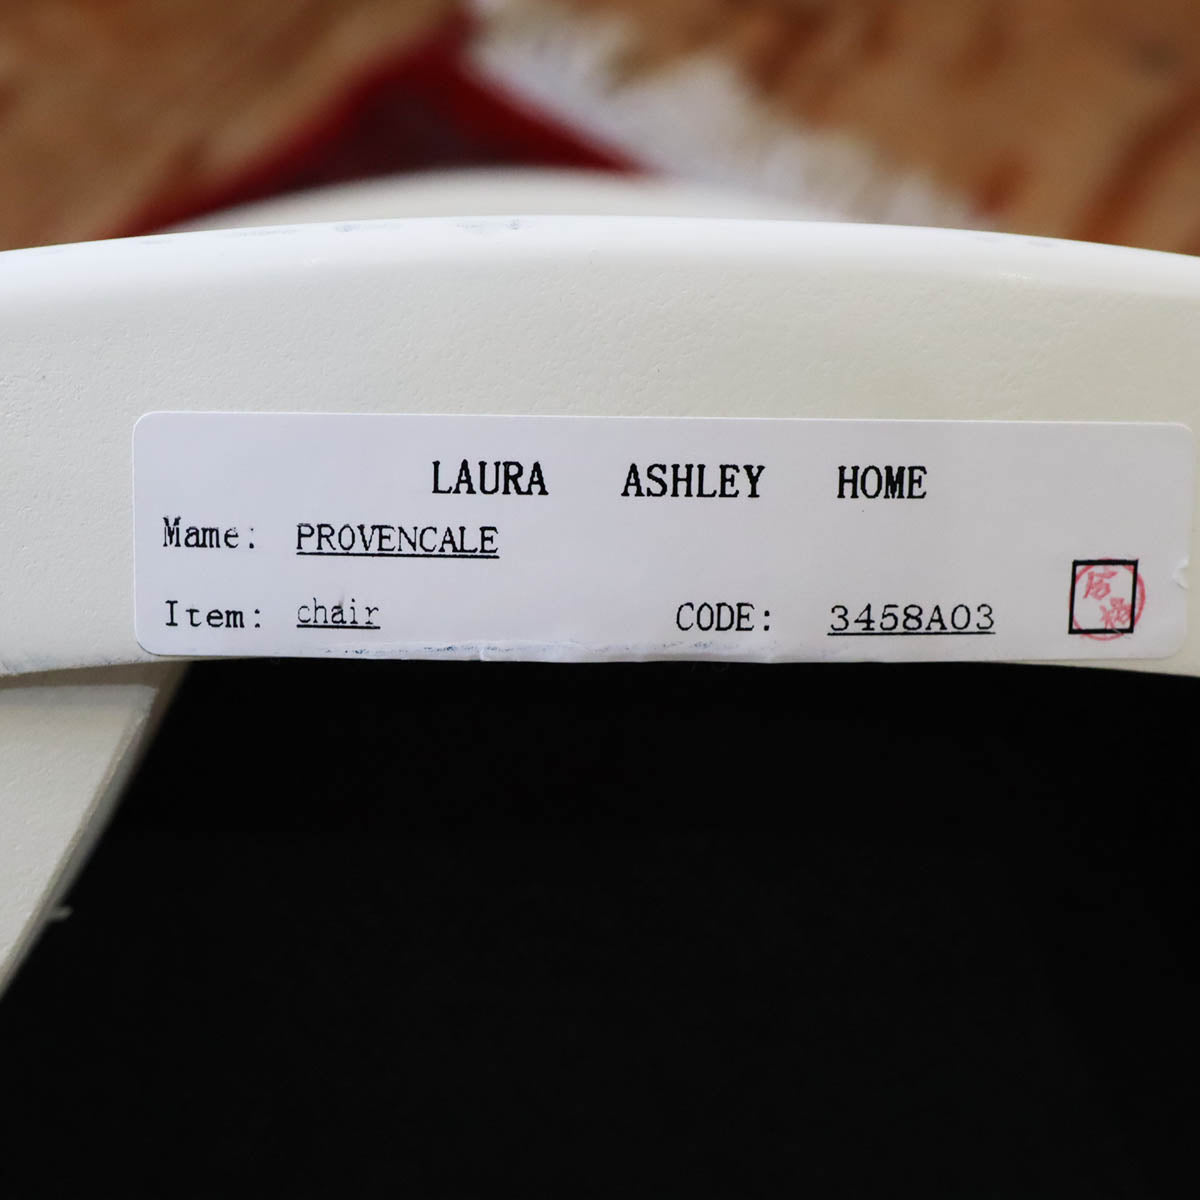 LAURA ASHLEY HOME
Mame: PROVENCALE
Item: chair CODE: 3458A03